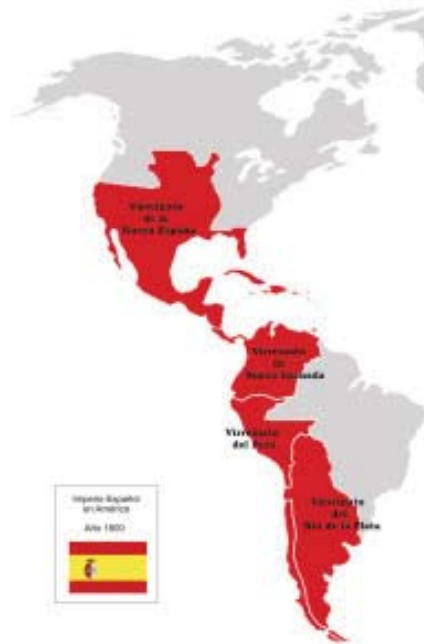 Virreinato
de la
Nueva España
Virreinato
de
Nueva Granada
Virreinato
del Perú
Virreinato
del
Río de la Plata
Imperio Español
en América
Año 1800